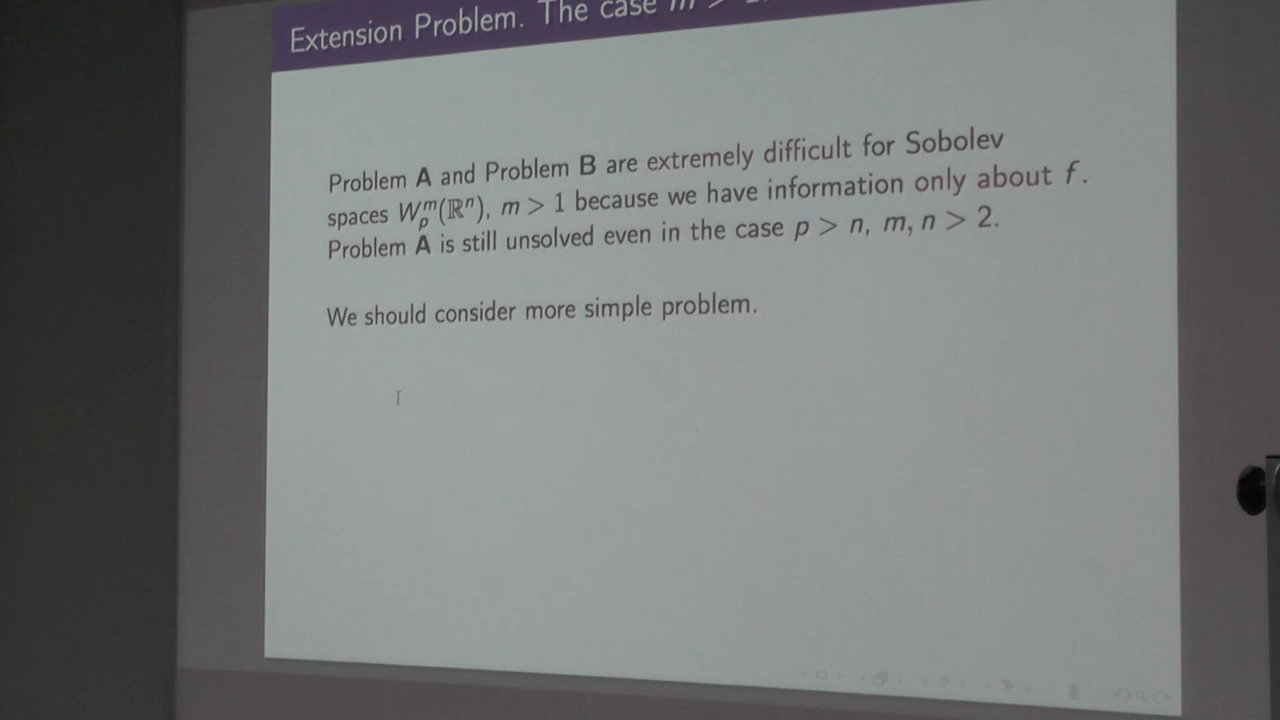 Extension Problem. The case m >
Problem A and Problem B are extremely difficult for Sobolev
spaces W_p^m(ℝ^n), m > 1 because we have information only about f.
Problem A is still unsolved even in the case p > n, m, n > 2.
We should consider more simple problem.